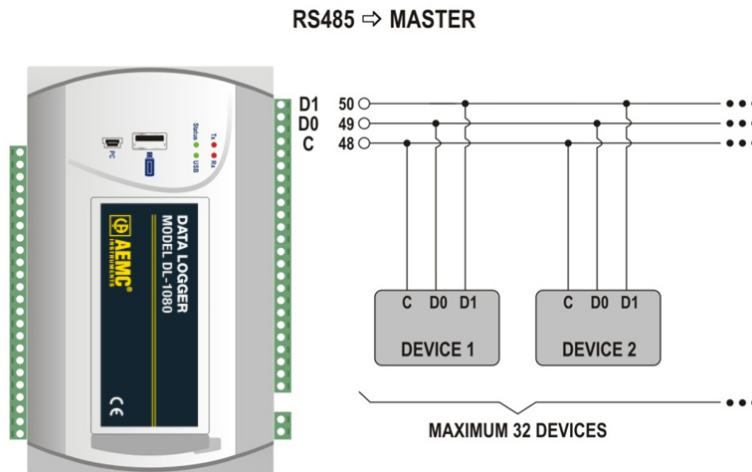 RS485 ⇨ MASTER
D1 50
D0 49
C 48
Status Tx
USB Rx
PC
DATA LOGGER
MODEL DL-1080
AEMC®
INSTRUMENTS
CE
C D0 D1
DEVICE 1
C D0 D1
DEVICE 2
MAXIMUM 32 DEVICES